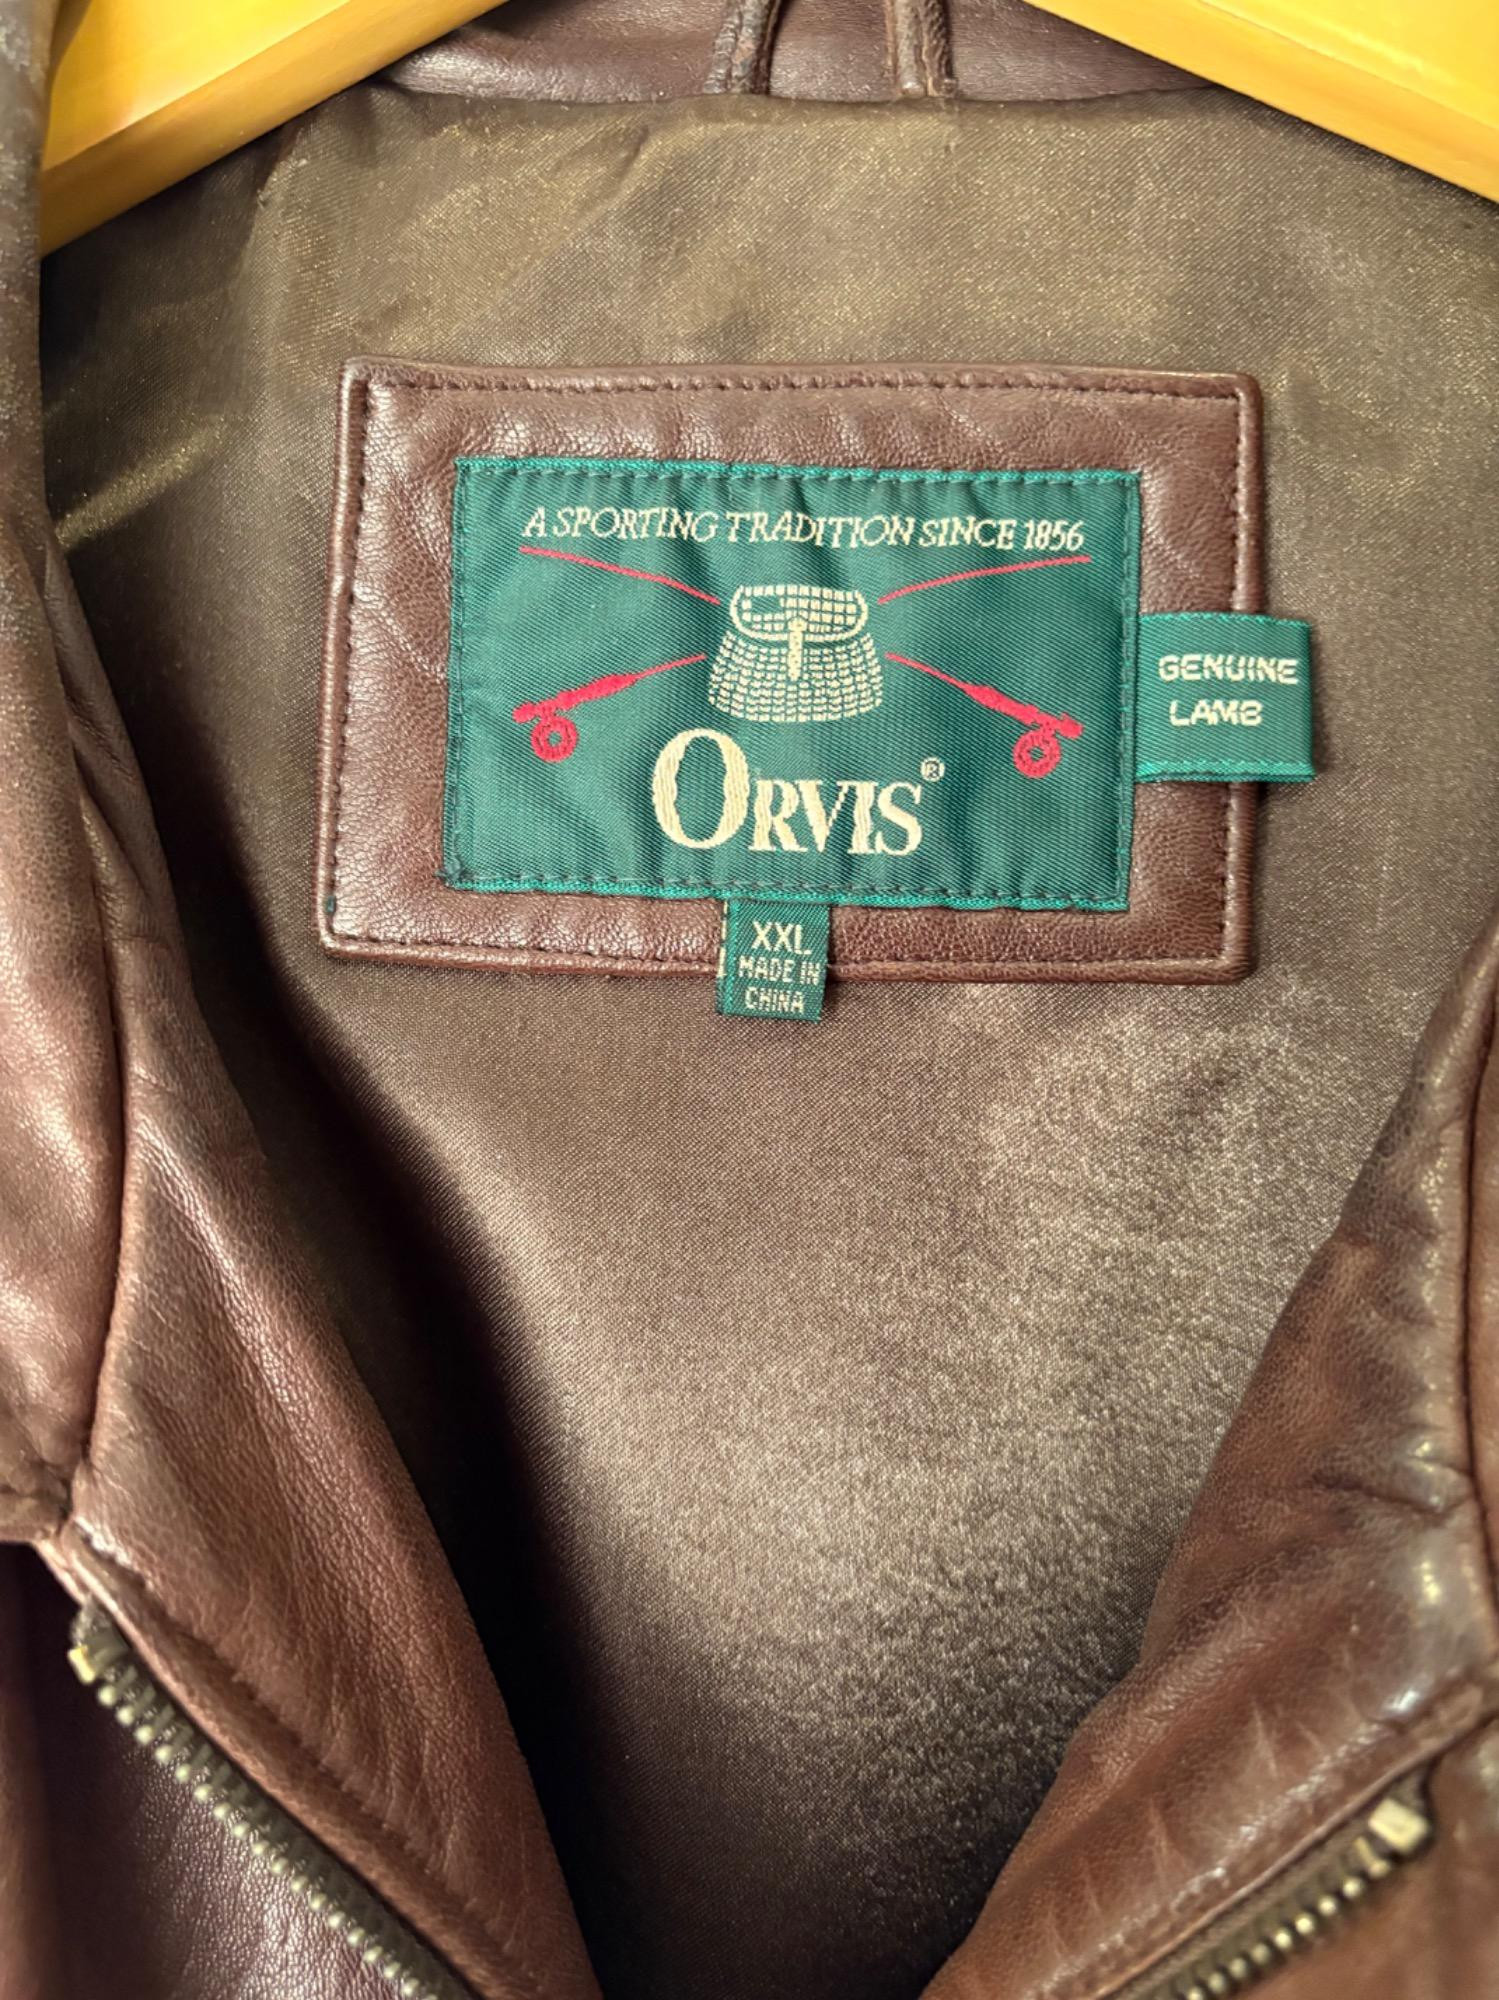 A SPORTING TRADITION SINCE 1856
ORVIS®
GENUINE
LAMB
XXL
MADE IN
CHINA